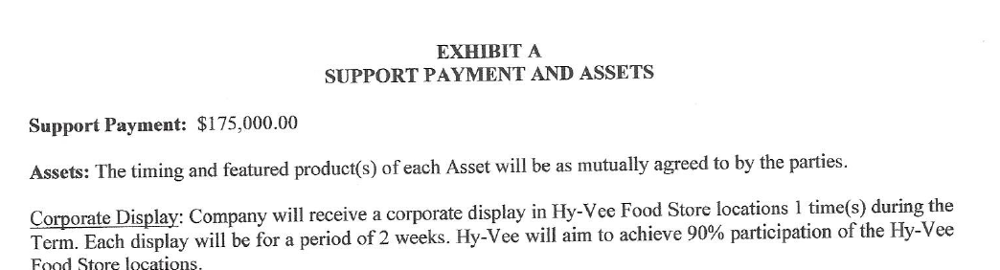 EXHIBIT A
SUPPORT PAYMENT AND ASSETS
Support Payment: $175,000.00
Assets: The timing and featured product(s) of each Asset will be as mutually agreed to by the parties.
Corporate Display: Company will receive a corporate display in Hy-Vee Food Store locations 1 time(s) during the
Term. Each display will be for a period of 2 weeks. Hy-Vee will aim to achieve 90% participation of the Hy-Vee
Food Store locations.